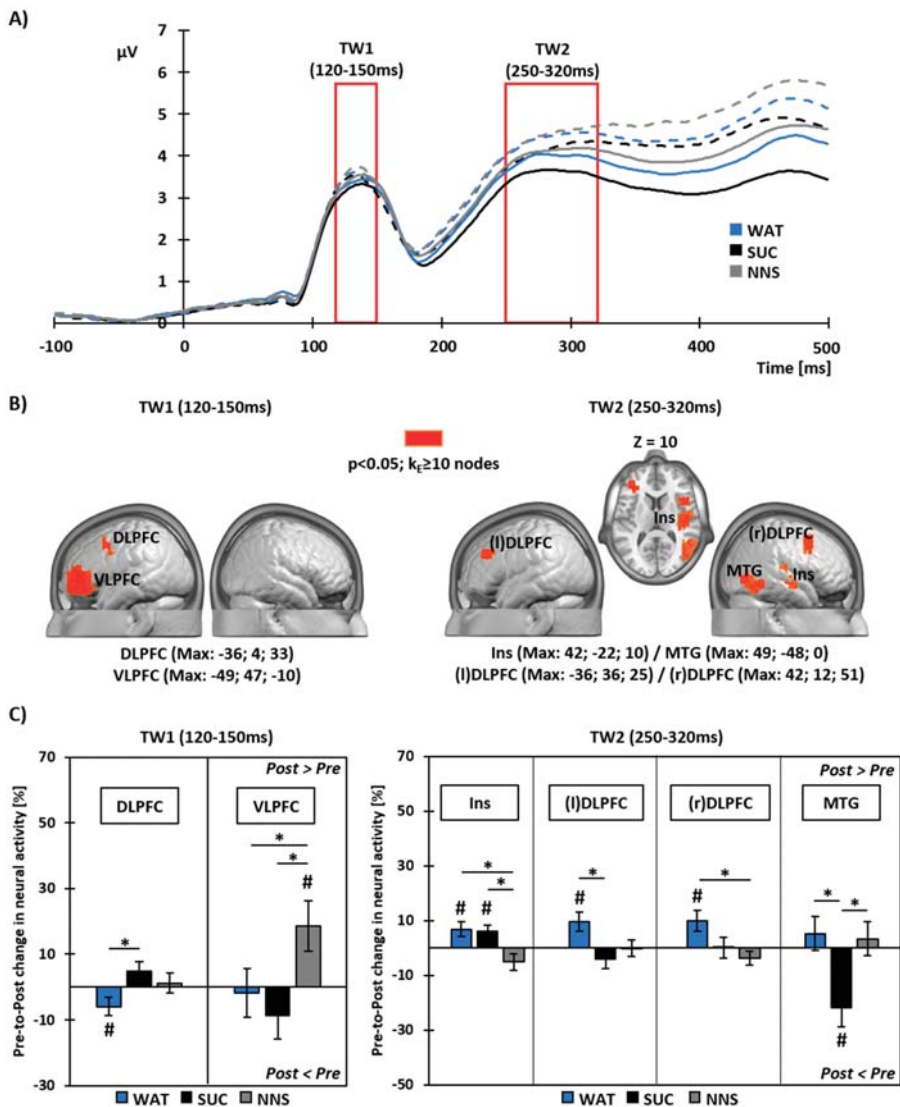 A)
TW1
(120-150ms)
TW2
(250-320ms)
µV
7
6
5
4
3
2
1
0
WAT
SUC
NNS
-100
0
100
200
300
400
500
Time [ms]
B)
TW1 (120-150ms)
TW2 (250-320ms)
p<0.05; kE≥10 nodes
Z = 10
Ins
DLPFC
VLPFC
(l)DLPFC
(r)DLPFC
MTG
Ins
DLPFC (Max: -36; 4; 33)
VLPFC (Max: -49; 47; -10)
Ins (Max: 42; -22; 10) / MTG (Max: 49; -48; 0)
(l)DLPFC (Max: -36; 36; 25) / (r)DLPFC (Max: 42; 12; 51)
C)
TW1 (120-150ms)
Pre-to-Post change in neural activity [%]
70
50
30
10
-10
-30
Post > Pre
DLPFC
VLPFC
*
*
*
#
#
Post < Pre
WAT
SUC
NNS
TW2 (250-320ms)
Pre-to-Post change in neural activity [%]
70
50
30
10
-10
-30
-50
Post > Pre
Ins
(l)DLPFC
(r)DLPFC
MTG
*
*
*
*
*
*
#
#
#
#
#
Post < Pre
WAT
SUC
NNS